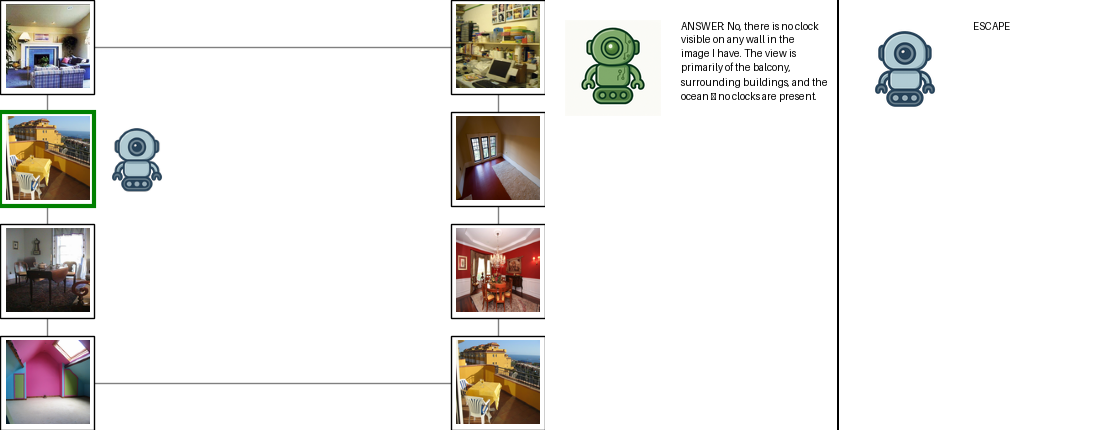 ANSWER: No, there is no clock
visible on any wall in the
image I have. The view is
primarily of the balcony,
surrounding buildings, and the
ocean no clocks are present.
ESCAPE